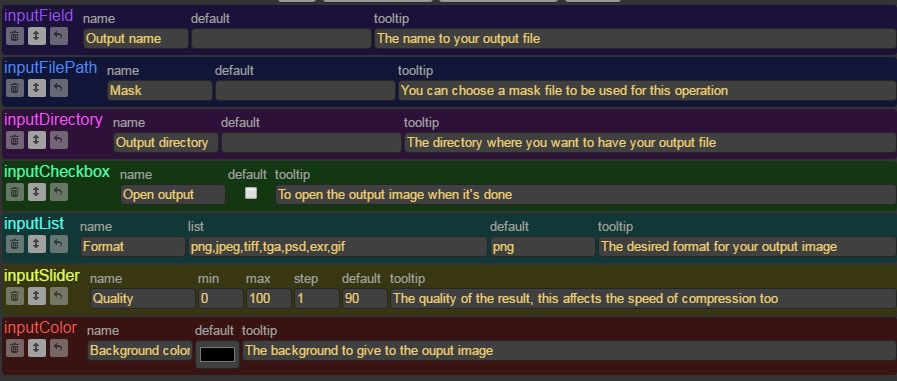 inputField name default tooltip
Output name The name to your output file
inputFilePath name default tooltip
Mask You can choose a mask file to be used for this operation
inputDirectory name default tooltip
Output directory The directory where you want to have your output file
inputCheckbox name default tooltip
Open output To open the output image when it's done
inputList name list default tooltip
Format png,jpeg,tiff,tga,psd,exr,gif png The desired format for your output image
inputSlider name min max step default tooltip
Quality 0 100 1 90 The quality of the result, this affects the speed of compression too
inputColor name default tooltip
Background color The background to give to the ouput image